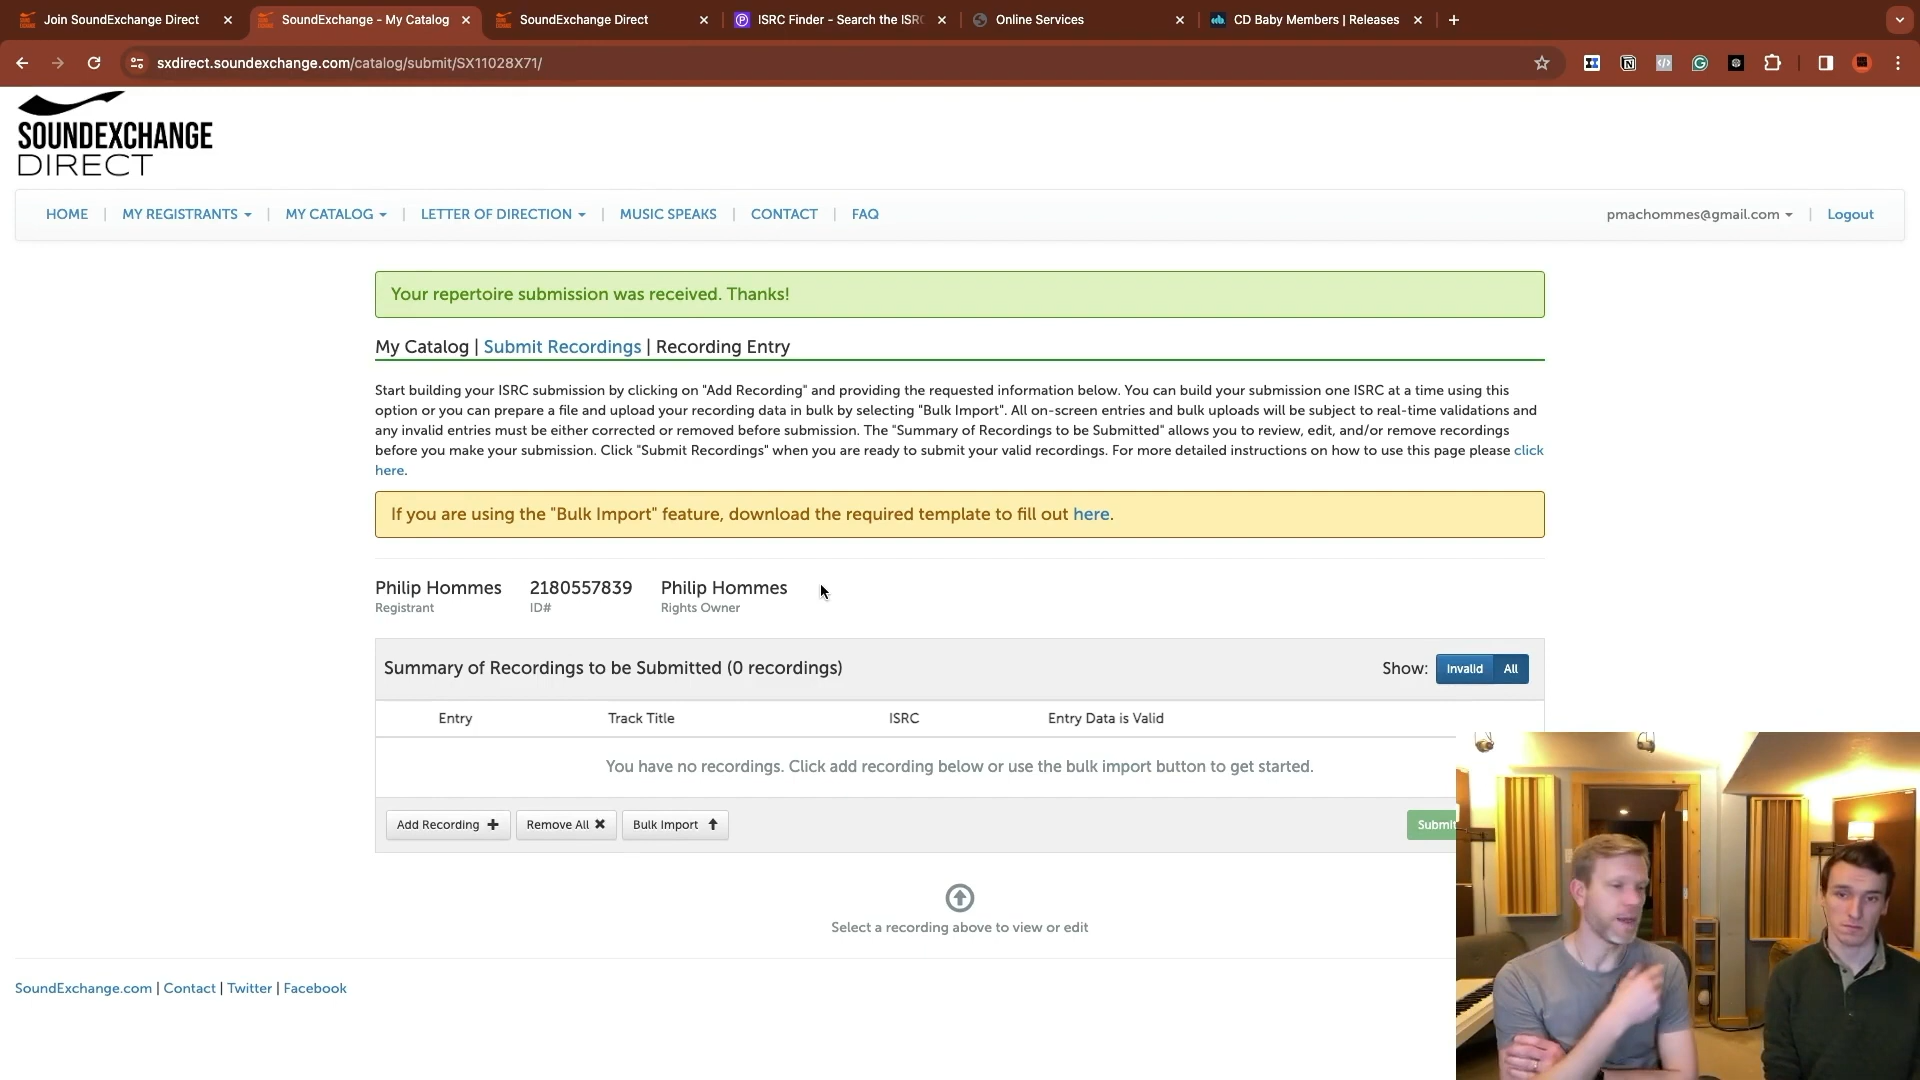 Join SoundExchange Direct
SoundExchange - My Catalog
SoundExchange Direct
ISRC Finder - Search the ISRC
Online Services
CD Baby Members | Releases
sxdirect.soundexchange.com/catalog/submit/SX11028X71/
SOUNDEXCHANGE
DIRECT
HOME | MY REGISTRANTS | MY CATALOG | LETTER OF DIRECTION | MUSIC SPEAKS | CONTACT | FAQ
pmachommes@gmail.com | Logout
Your repertoire submission was received. Thanks!
My Catalog | Submit Recordings | Recording Entry
Start building your ISRC submission by clicking on "Add Recording" and providing the requested information below. You can build your submission one ISRC at a time using this
option or you can prepare a file and upload your recording data in bulk by selecting "Bulk Import". All on-screen entries and bulk uploads will be subject to real-time validations and
any invalid entries must be either corrected or removed before submission. The "Summary of Recordings to be Submitted" allows you to review, edit, and/or remove recordings
before you make your submission. Click "Submit Recordings" when you are ready to submit your valid recordings. For more detailed instructions on how to use this page please click
here.
If you are using the "Bulk Import" feature, download the required template to fill out here.
Philip Hommes 2180557839 Philip Hommes
Registrant ID# Rights Owner
Summary of Recordings to be Submitted (0 recordings)
Show: Invalid All
Entry Track Title ISRC Entry Data is Valid
You have no recordings. Click add recording below or use the bulk import button to get started.
Add Recording Remove All Bulk Import
Submit
Select a recording above to view or edit
SoundExchange.com | Contact | Twitter | Facebook